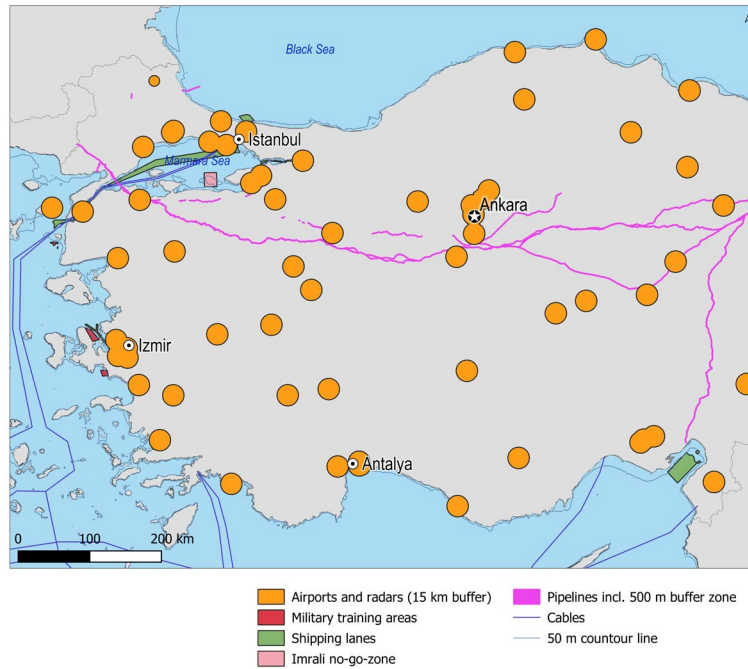 Black Sea
Istanbul
Marmara Sea
Ankara
Izmir
Antalya
0 100 200 km
Airports and radars (15 km buffer)
Military training areas
Shipping lanes
Imrali no-go-zone
Pipelines incl. 500 m buffer zone
Cables
50 m countour line